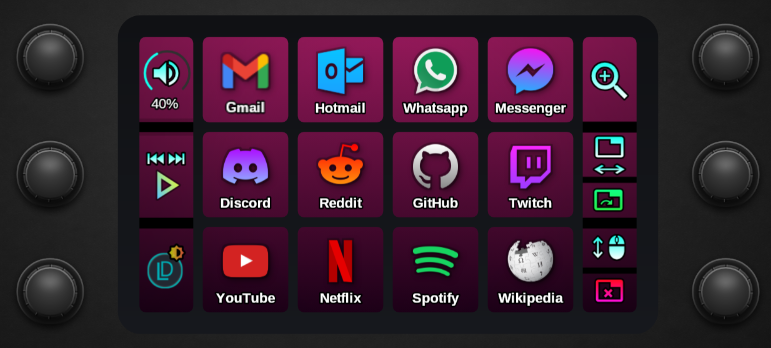 40%
Gmail
Hotmail
Whatsapp
Messenger
Discord
Reddit
GitHub
Twitch
YouTube
Netflix
Spotify
Wikipedia